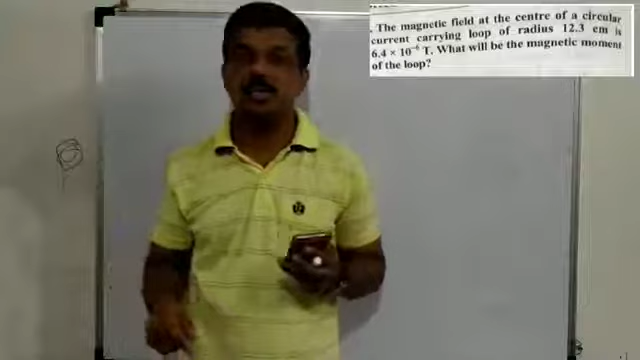 . The magnetic field at the centre of a circular
current carrying loop of radius 12.3 cm is
6.4 × 10⁻⁶ T. What will be the magnetic moment
of the loop?